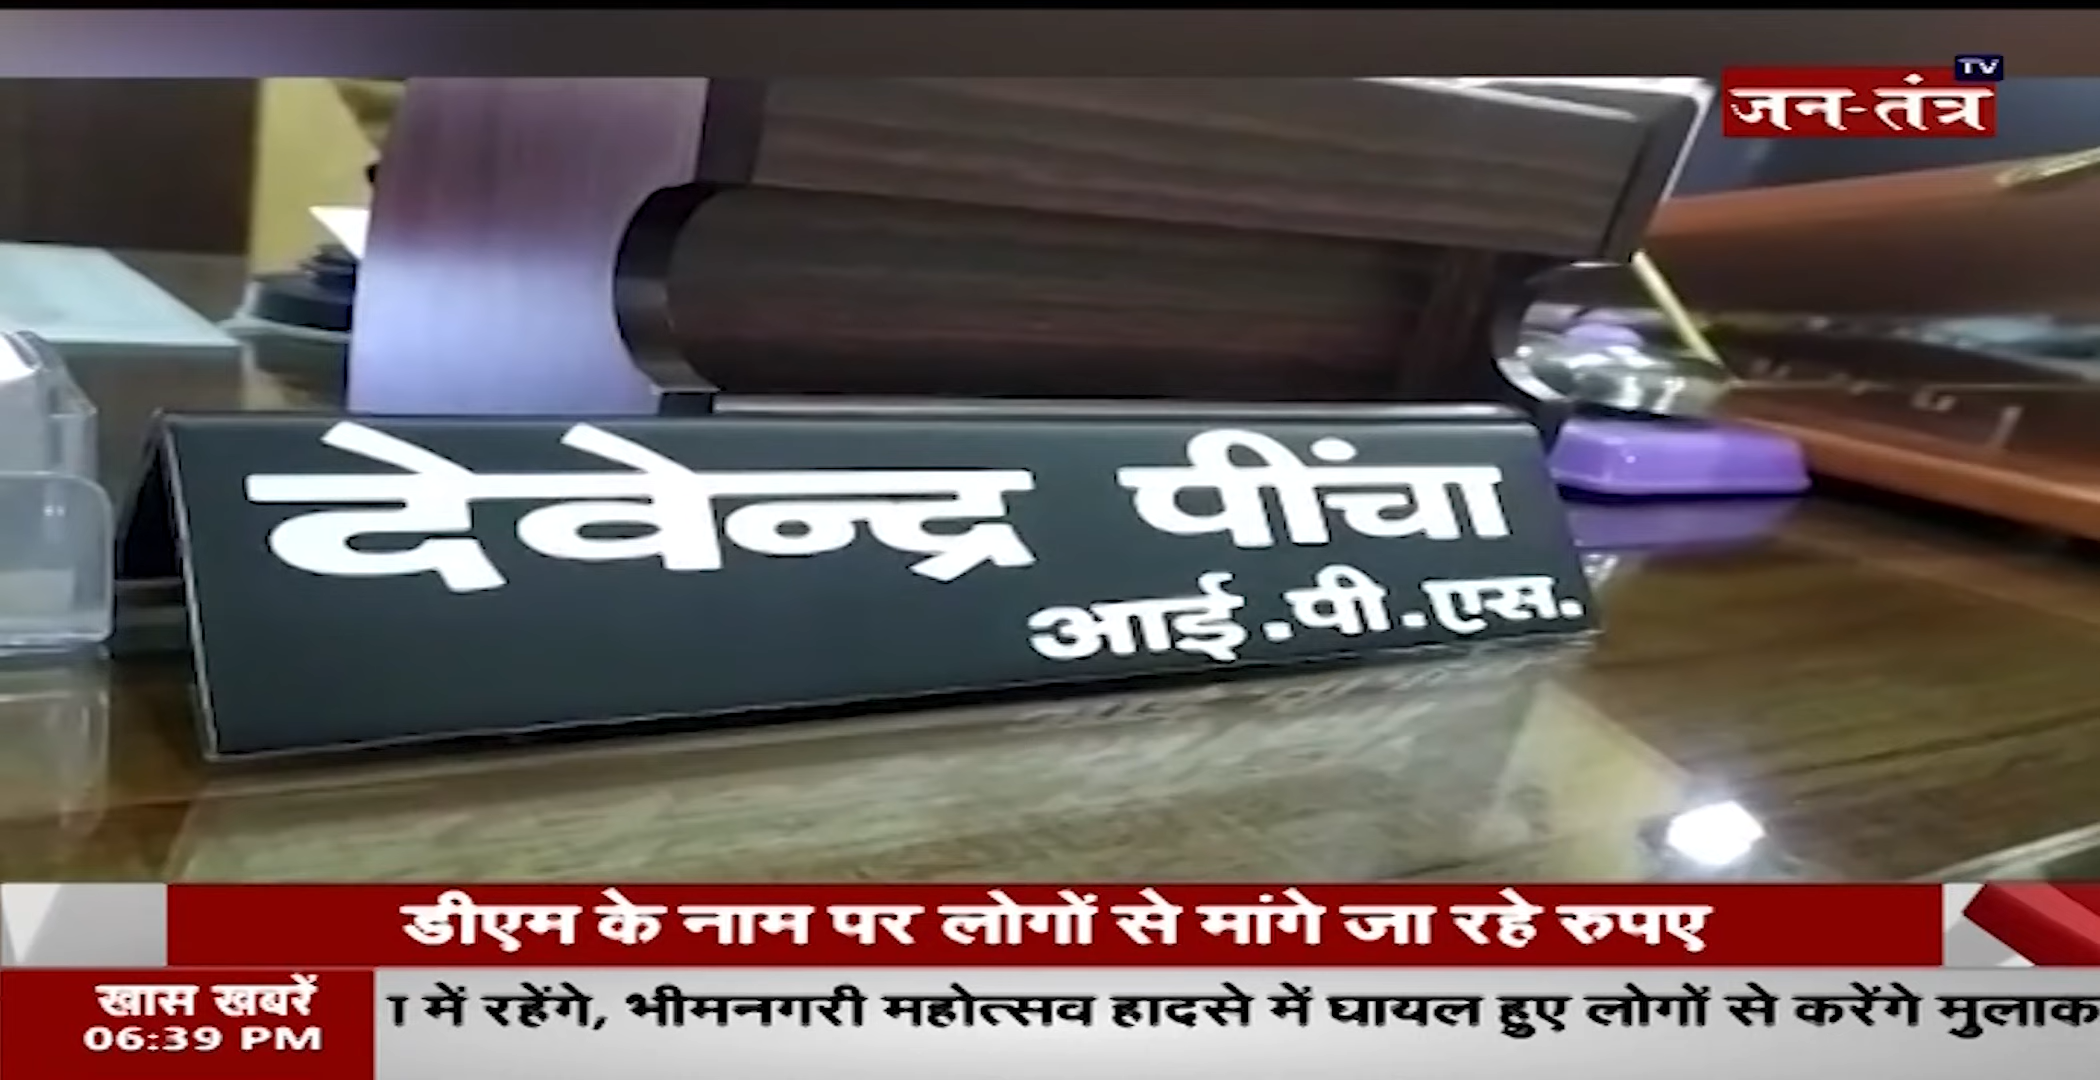 TV
जन-तंत्र
देवेन्द्र पींचा
आई.पी.एस.
डीएम के नाम पर लोगों से मांगे जा रहे रुपए
खास खबरें
06:39 PM
में रहेंगे, भीमनगरी महोत्सव हादसे में घायल हुए लोगों से करेंगे